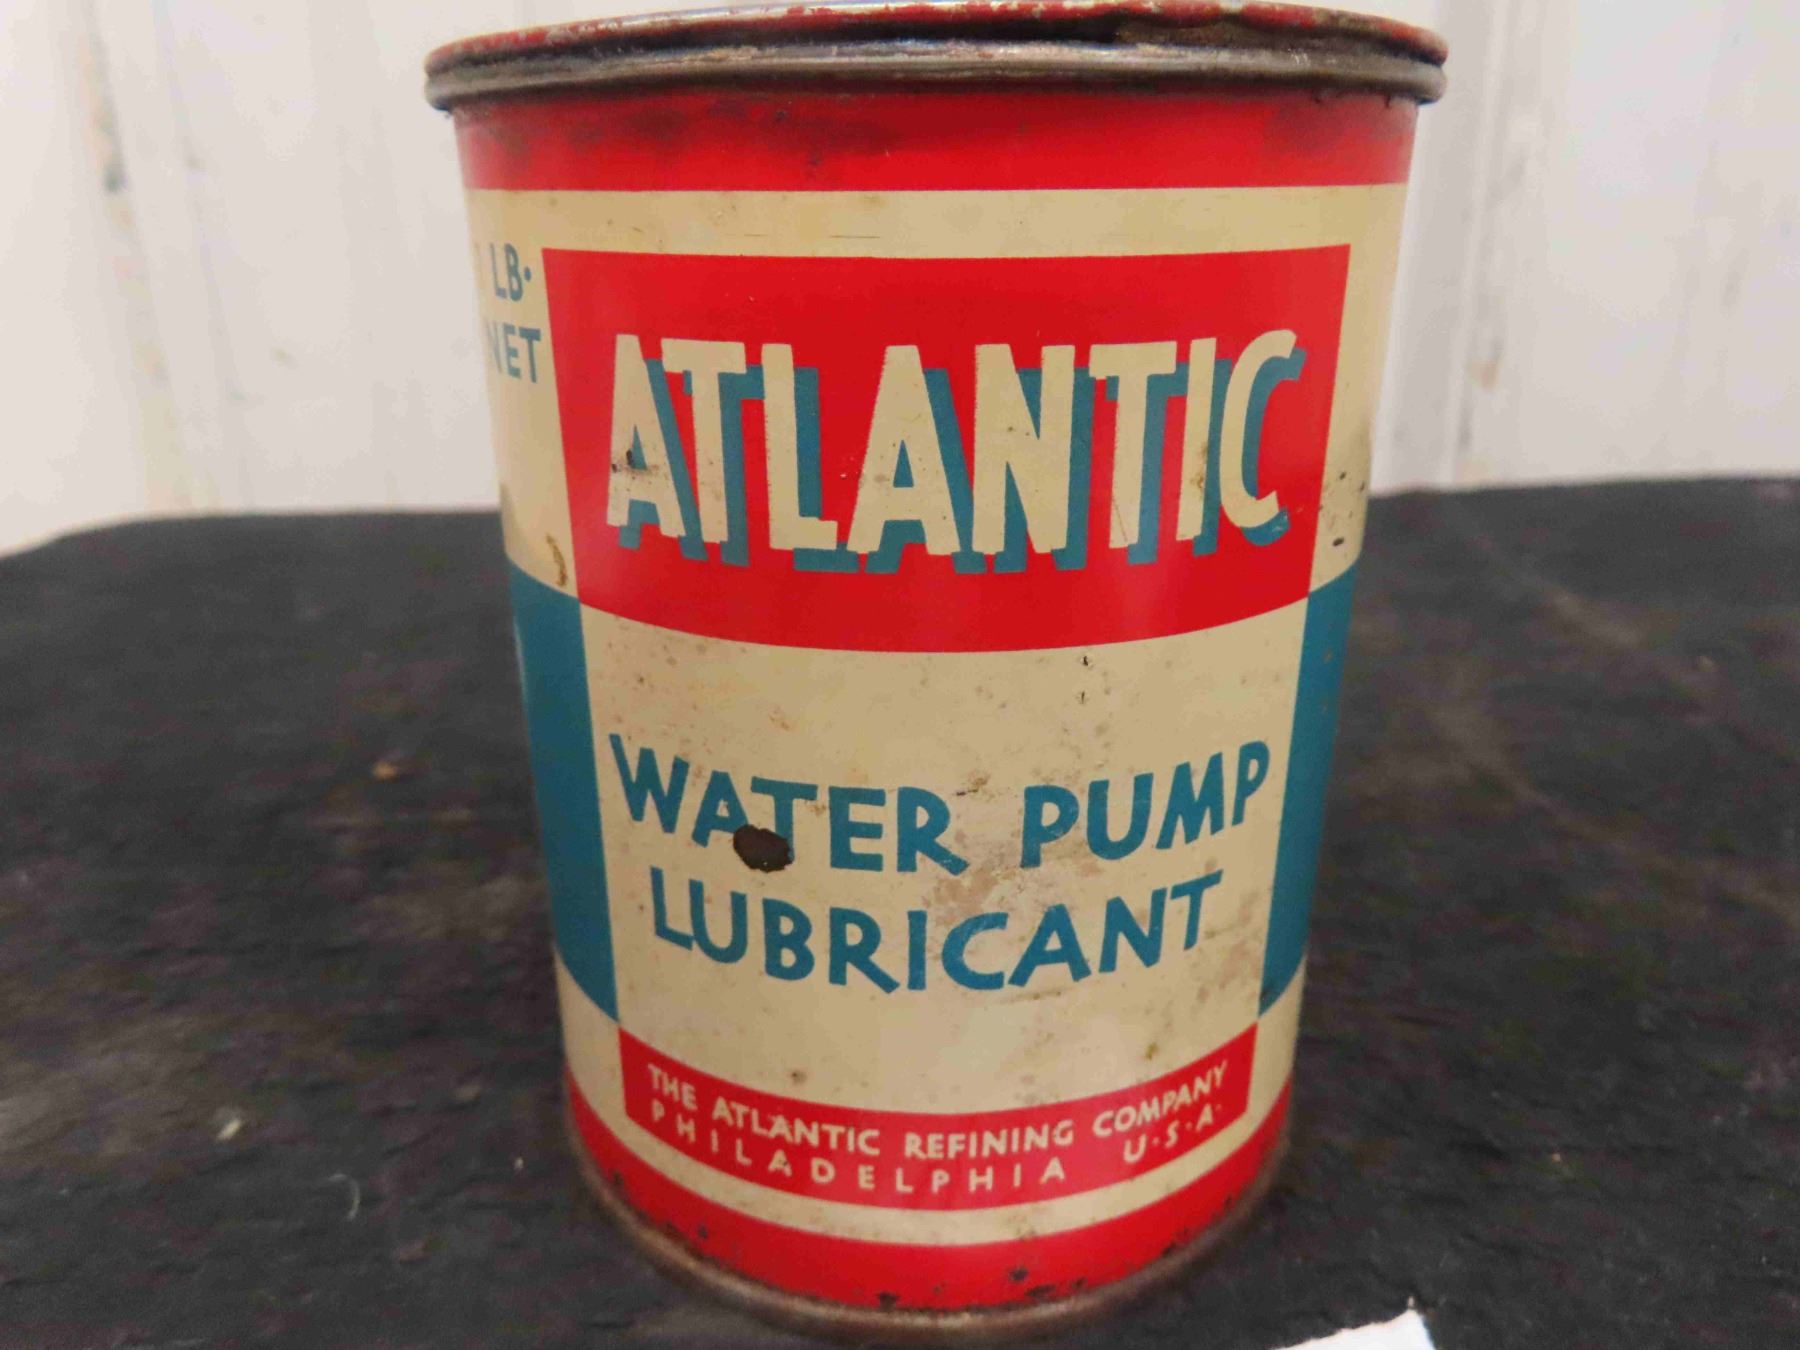 LB.
NET
ATLANTIC
WATER PUMP
LUBRICANT
THE ATLANTIC REFINING COMPANY
PHILADELPHIA U·S·A·